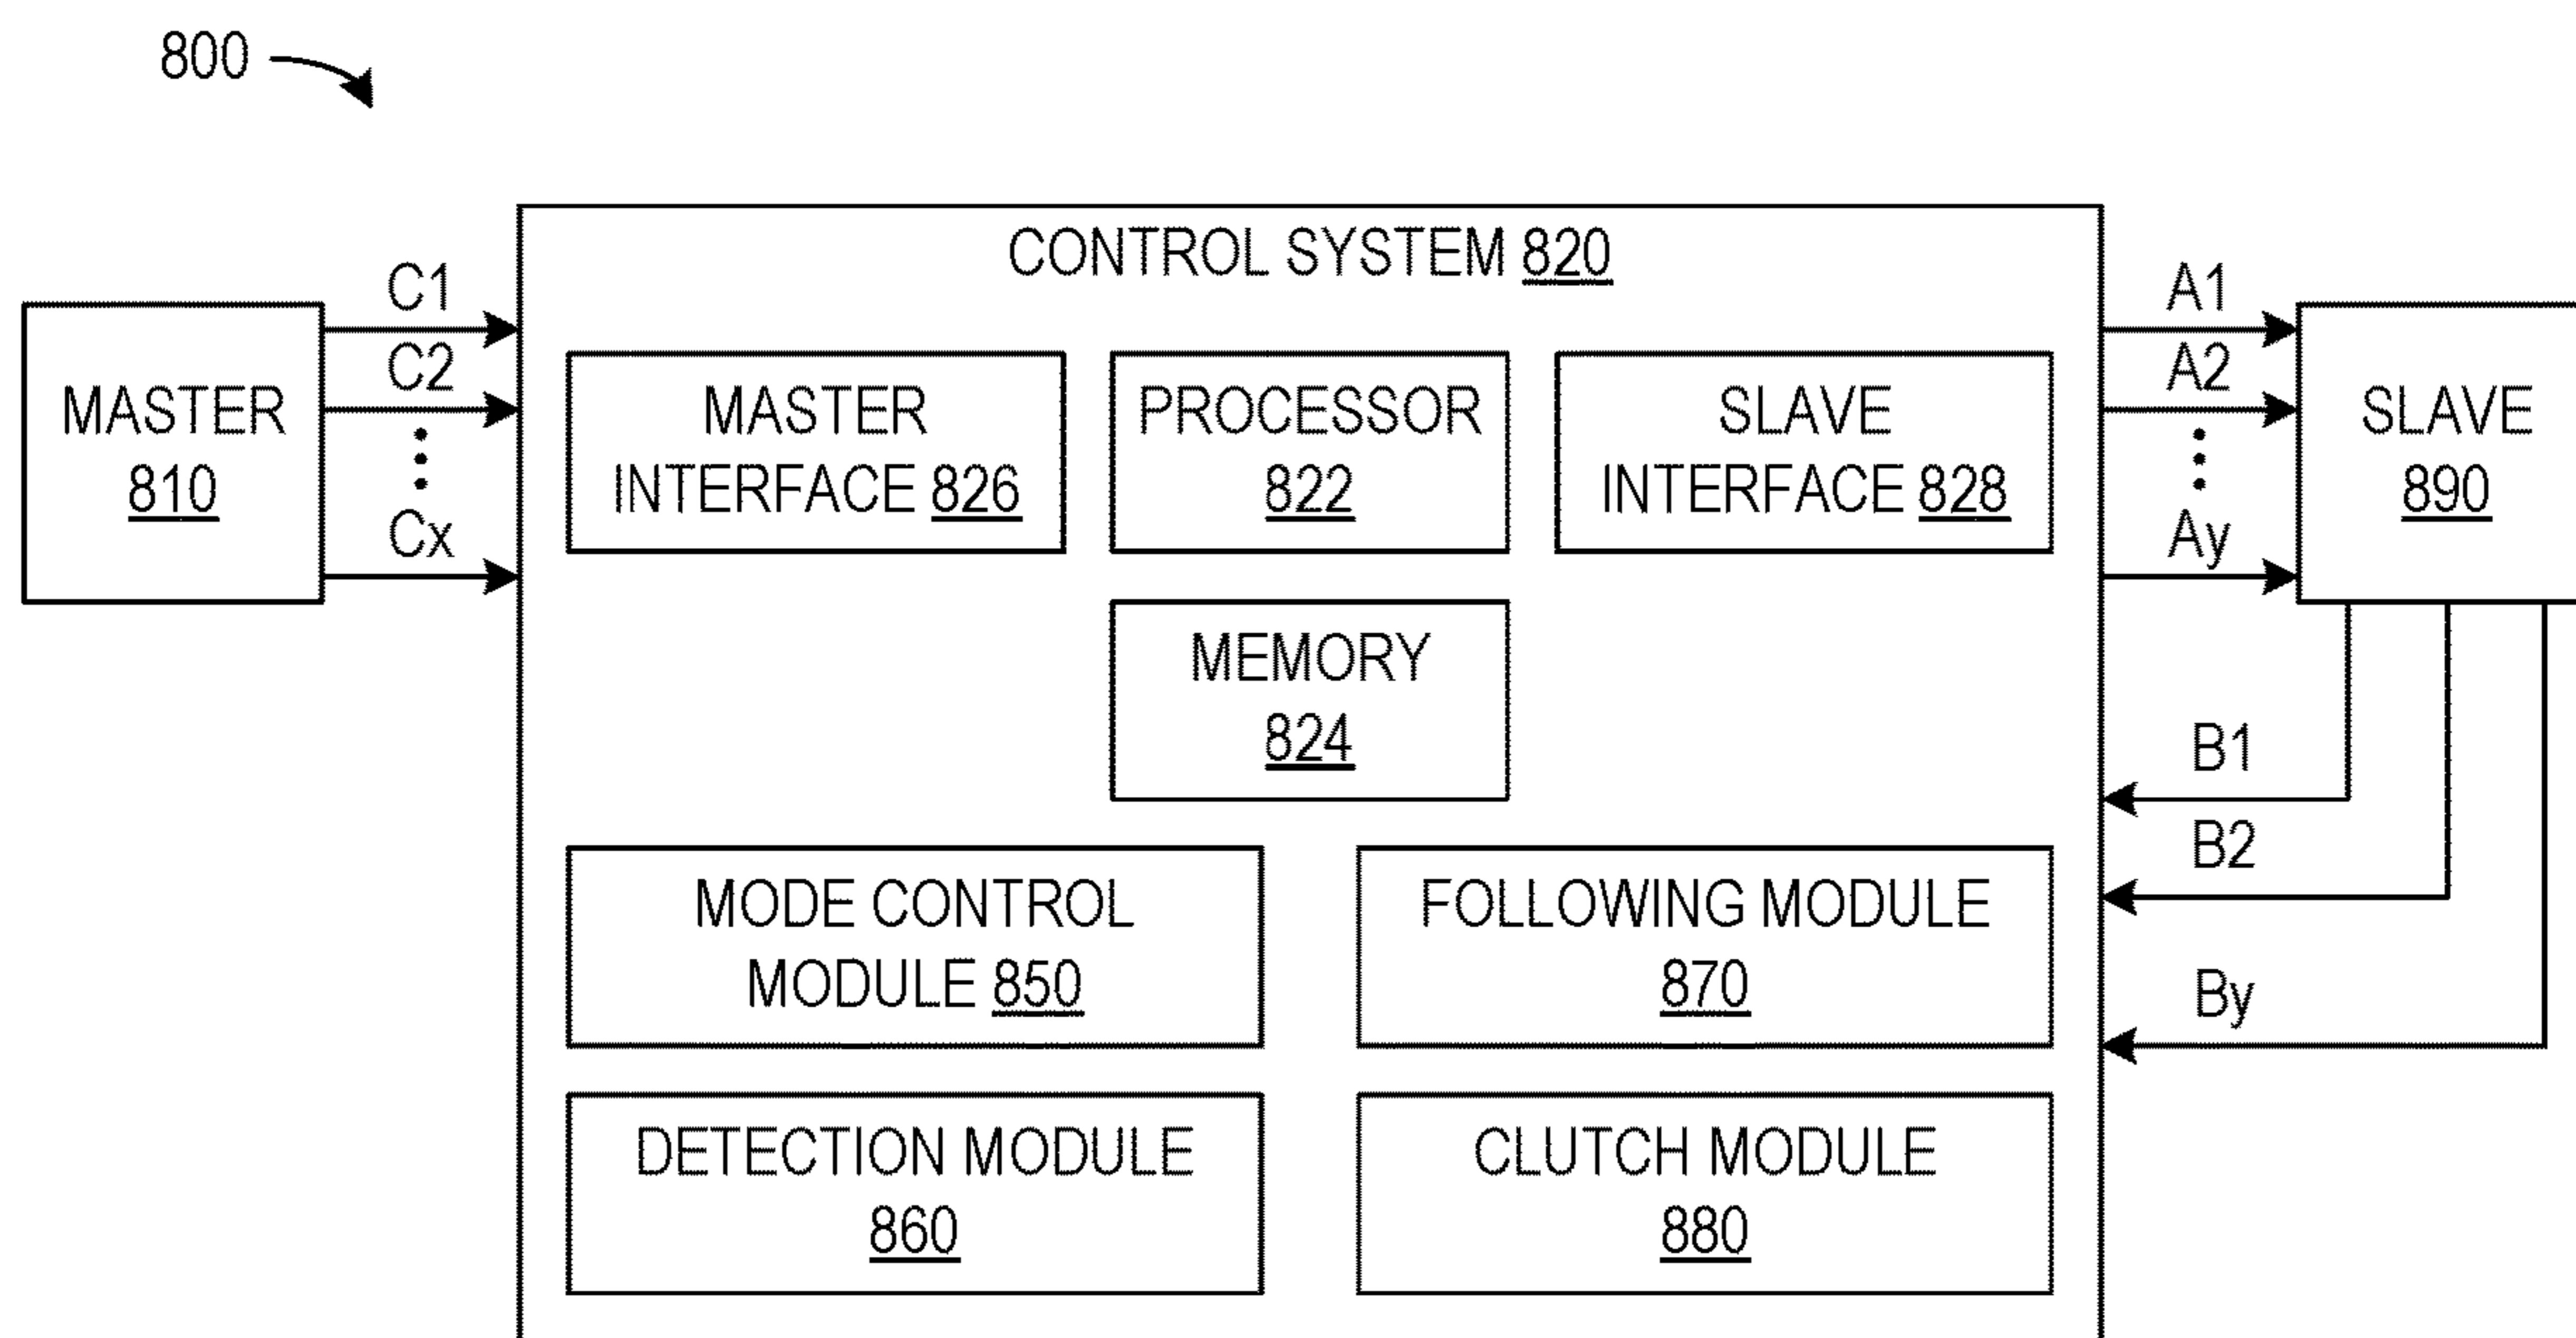 800
CONTROL SYSTEM 820
C1
C2
Cx
MASTER
810
MASTER
INTERFACE 826
PROCESSOR
822
SLAVE
INTERFACE 828
A1
A2
Ay
SLAVE
890
MEMORY
824
B1
B2
By
MODE CONTROL
MODULE 850
FOLLOWING MODULE
870
DETECTION MODULE
860
CLUTCH MODULE
880